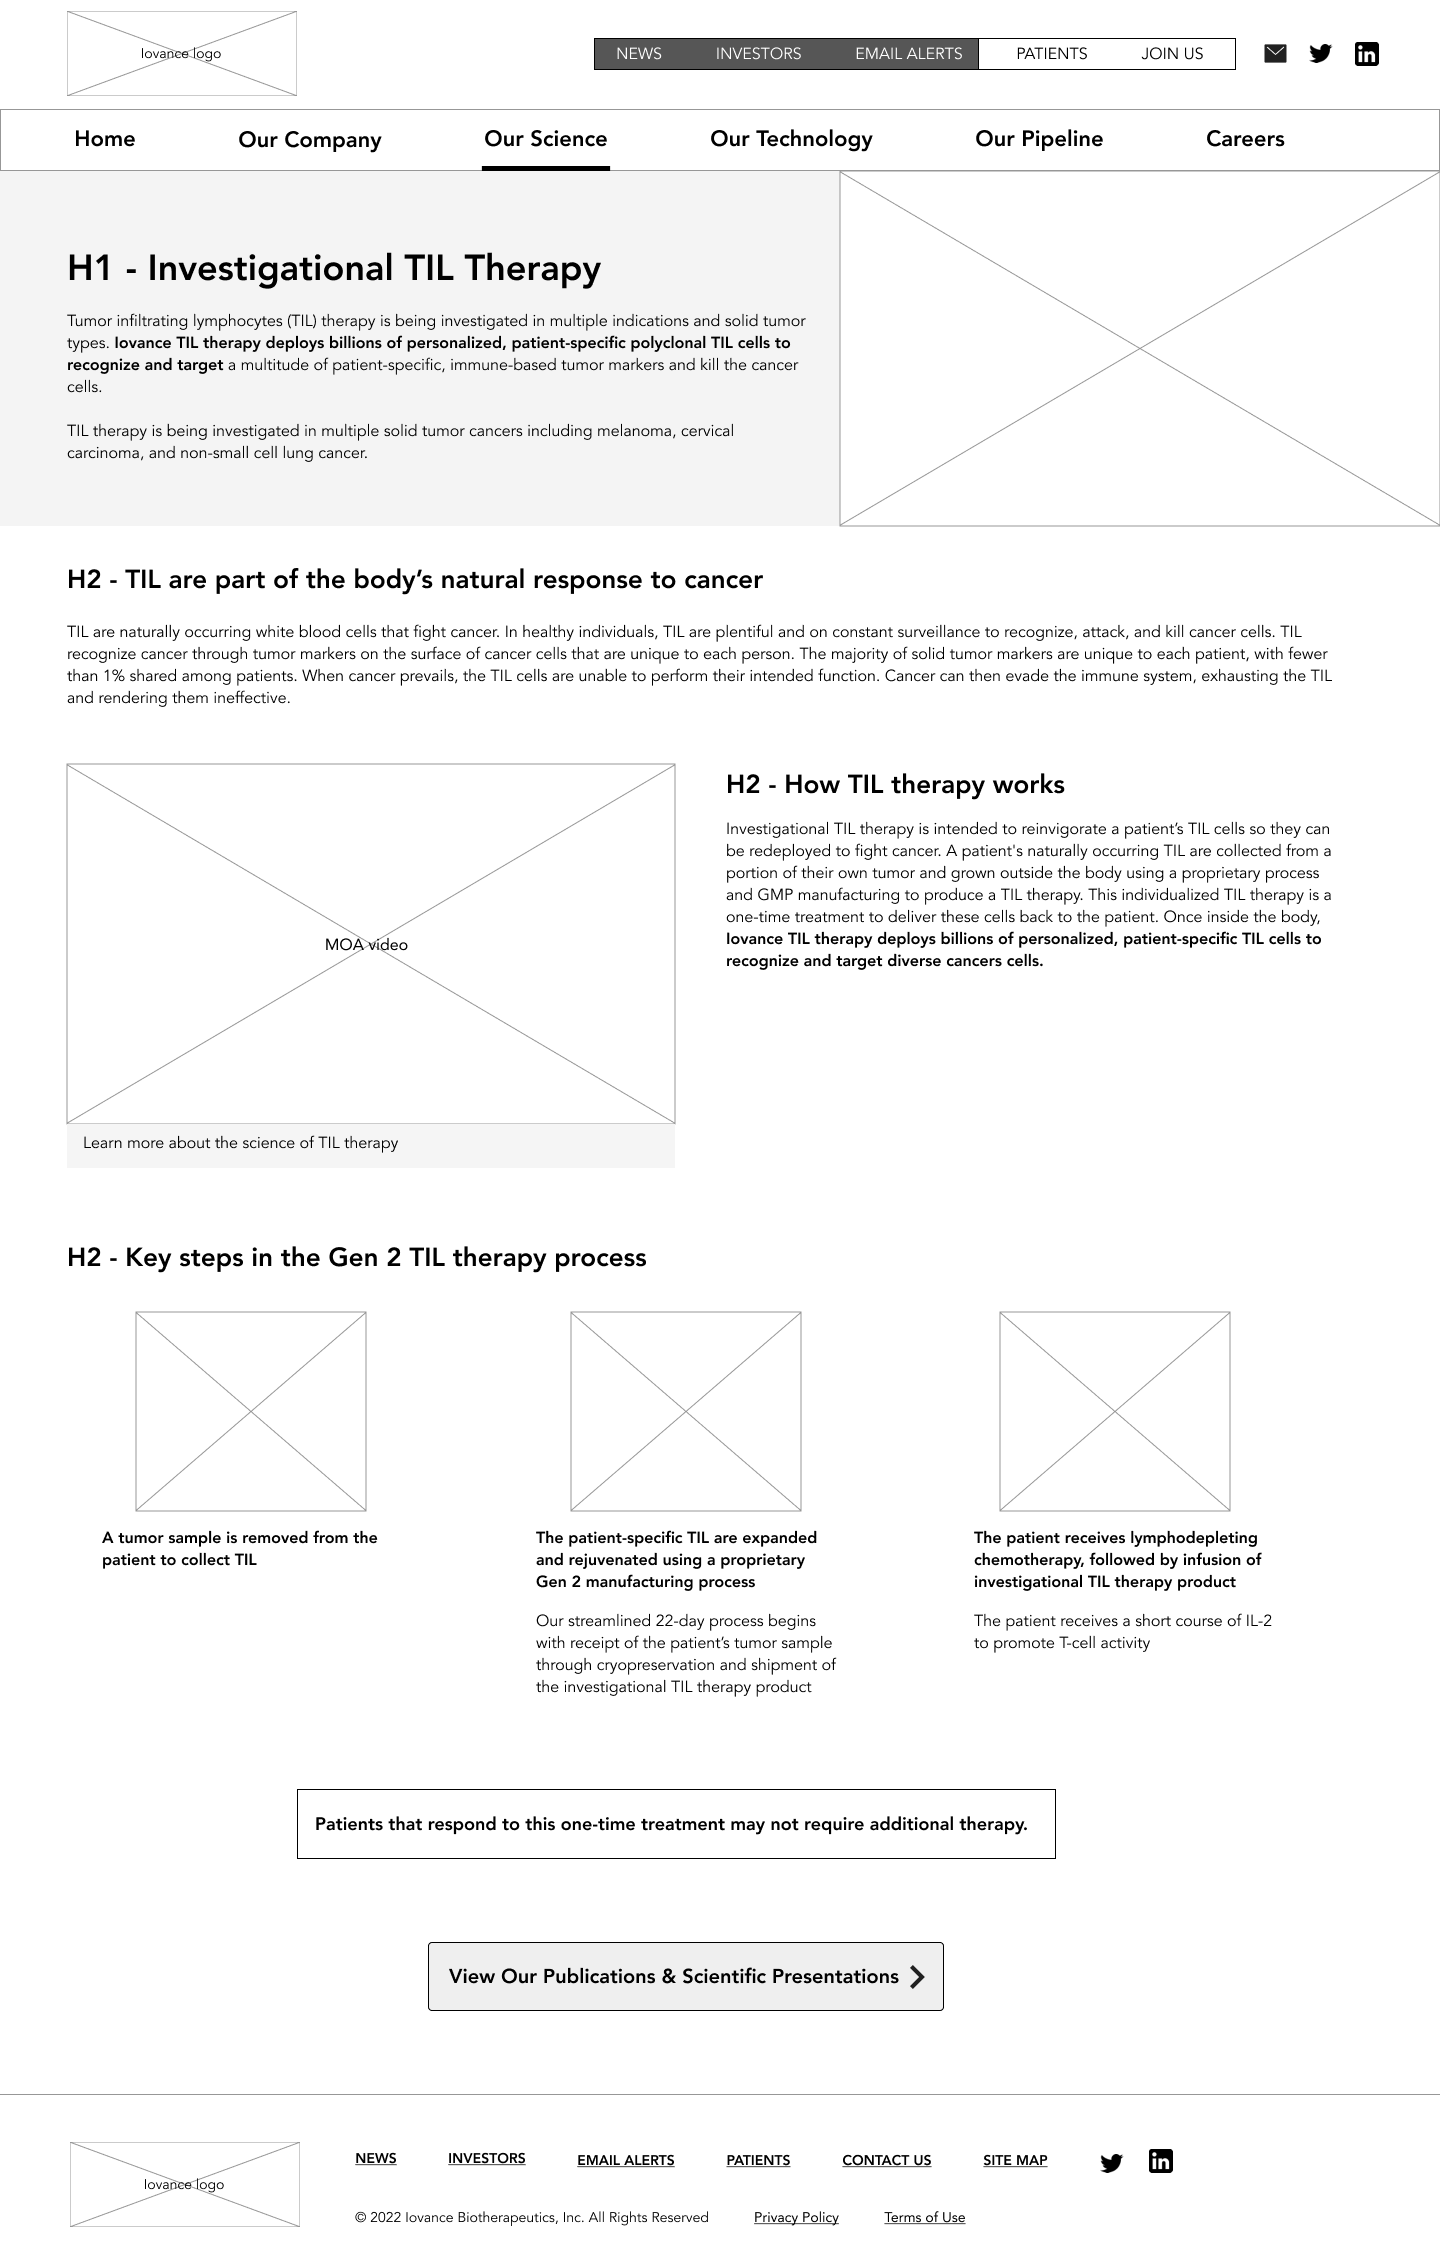 Iovance logo
NEWS INVESTORS EMAIL ALERTS PATIENTS JOIN US
Home Our Company Our Science Our Technology Our Pipeline Careers
H1 - Investigational TIL Therapy
Tumor infiltrating lymphocytes (TIL) therapy is being investigated in multiple indications and solid tumor
types. Iovance TIL therapy deploys billions of personalized, patient-specific polyclonal TIL cells to
recognize and target a multitude of patient-specific, immune-based tumor markers and kill the cancer
cells.
TIL therapy is being investigated in multiple solid tumor cancers including melanoma, cervical
carcinoma, and non-small cell lung cancer.
H2 - TIL are part of the body’s natural response to cancer
TIL are naturally occurring white blood cells that fight cancer. In healthy individuals, TIL are plentiful and on constant surveillance to recognize, attack, and kill cancer cells. TIL
recognize cancer through tumor markers on the surface of cancer cells that are unique to each person. The majority of solid tumor markers are unique to each patient, with fewer
than 1% shared among patients. When cancer prevails, the TIL cells are unable to perform their intended function. Cancer can then evade the immune system, exhausting the TIL
and rendering them ineffective.
MOA video
Learn more about the science of TIL therapy
H2 - How TIL therapy works
Investigational TIL therapy is intended to reinvigorate a patient’s TIL cells so they can
be redeployed to fight cancer. A patient's naturally occurring TIL are collected from a
portion of their own tumor and grown outside the body using a proprietary process
and GMP manufacturing to produce a TIL therapy. This individualized TIL therapy is a
one-time treatment to deliver these cells back to the patient. Once inside the body,
Iovance TIL therapy deploys billions of personalized, patient-specific TIL cells to
recognize and target diverse cancers cells.
H2 - Key steps in the Gen 2 TIL therapy process
A tumor sample is removed from the
patient to collect TIL
The patient-specific TIL are expanded
and rejuvenated using a proprietary
Gen 2 manufacturing process
Our streamlined 22-day process begins
with receipt of the patient’s tumor sample
through cryopreservation and shipment of
the investigational TIL therapy product
The patient receives lymphodepleting
chemotherapy, followed by infusion of
investigational TIL therapy product
The patient receives a short course of IL-2
to promote T-cell activity
Patients that respond to this one-time treatment may not require additional therapy.
View Our Publications & Scientific Presentations
Iovance logo
NEWS INVESTORS EMAIL ALERTS PATIENTS CONTACT US SITE MAP
© 2022 Iovance Biotherapeutics, Inc. All Rights Reserved Privacy Policy Terms of Use